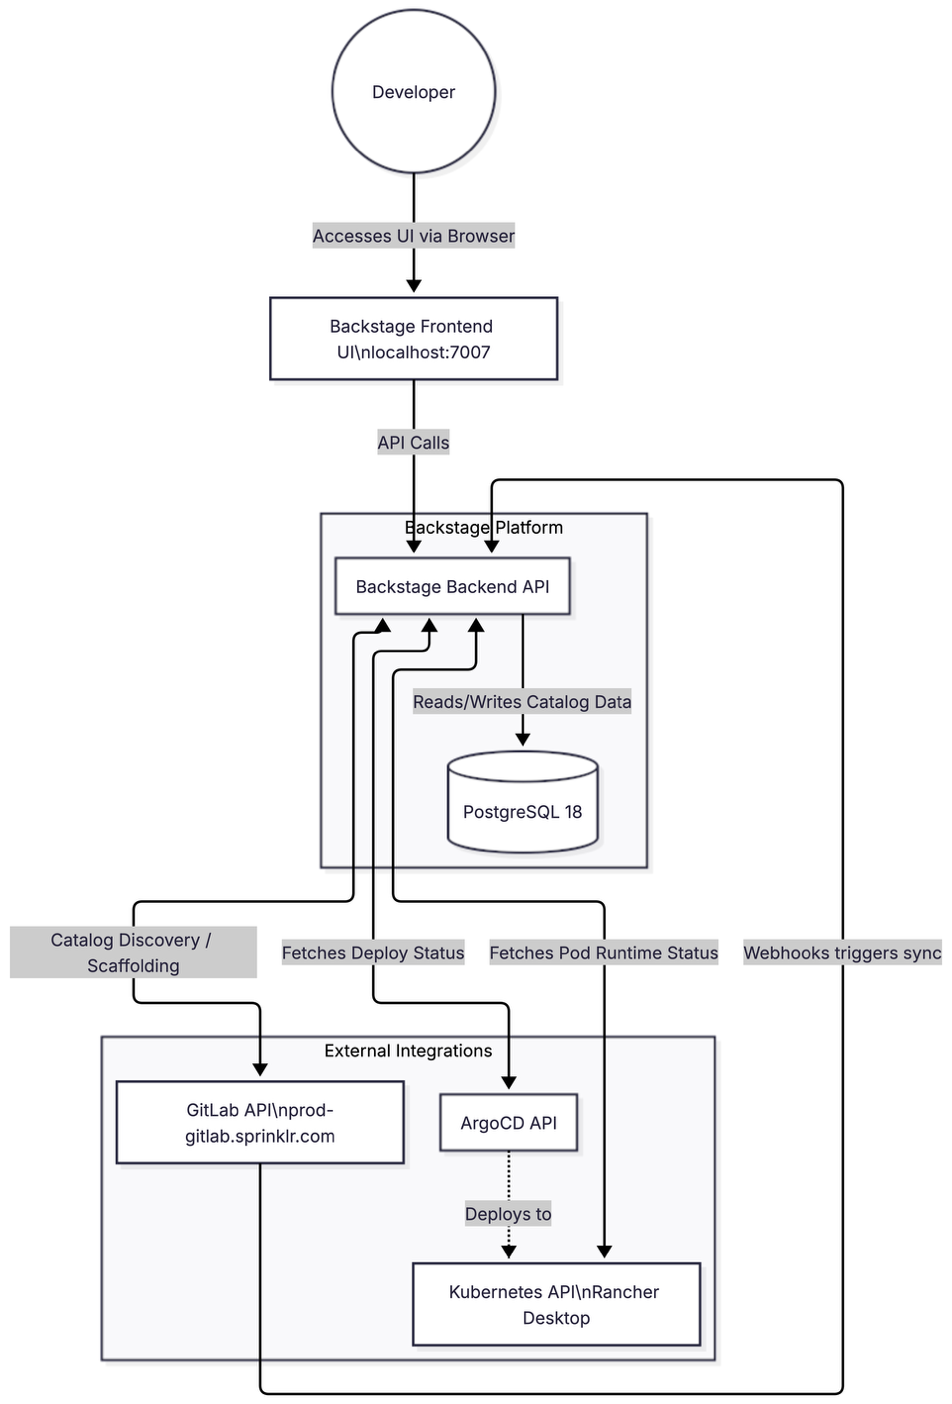 Developer
Accesses UI via Browser
Backstage Frontend
UI\nlocalhost:7007
API Calls
Backstage Platform
Backstage Backend API
Reads/Writes Catalog Data
PostgreSQL 18
Catalog Discovery /
Scaffolding
Fetches Deploy Status
Fetches Pod Runtime Status
Webhooks triggers sync
External Integrations
GitLab API\nprod-
gitlab.sprinklr.com
ArgoCD API
Deploys to
Kubernetes API\nRancher
Desktop